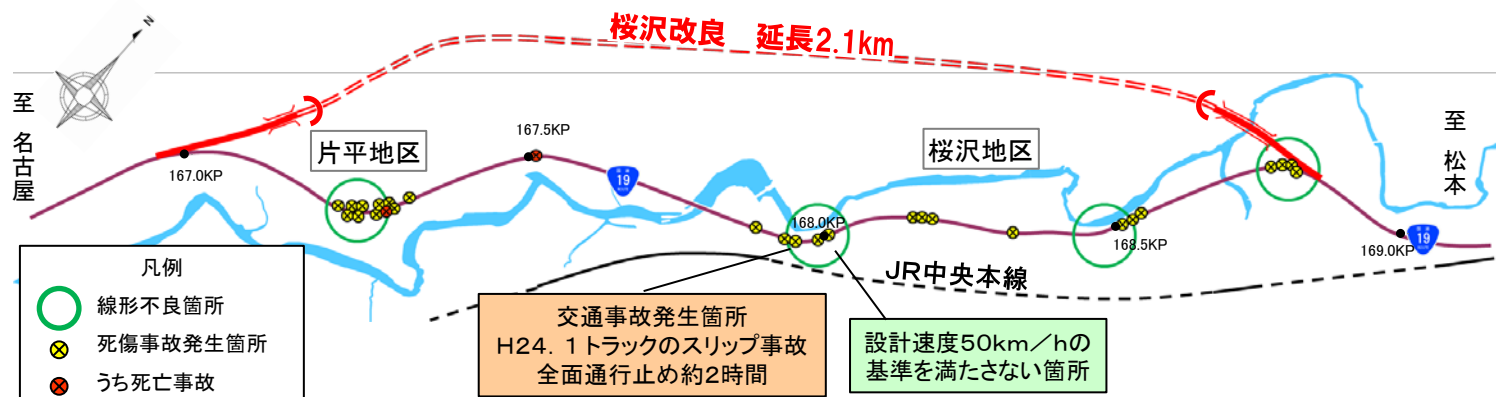 桜沢改良 延長2.1km
N
至 名古屋
片平地区
167.5KP
桜沢地区
至 松本
167.0KP
19
168.0KP
168.5KP
169.0KP
19
JR中央本線
凡例
線形不良箇所
死傷事故発生箇所
うち死亡事故
交通事故発生箇所
H24.1トラックのスリップ事故
全面通行止め約2時間
設計速度50km/hの
基準を満たさない箇所